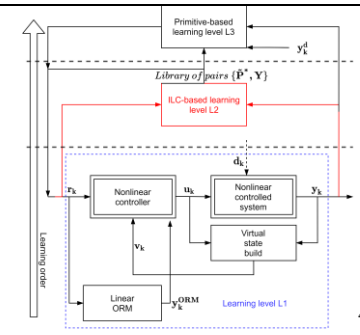 Primitive-based
learning level L3
y_k^d
Library of pairs {P̃*, Y}
ILC-based learning
level L2
d_k
r_k
Nonlinear
controller
u_k
Nonlinear
controlled
system
y_k
Virtual
state
build
v_k
Linear
ORM
y_k^ORM
Learning level L1
Learning order